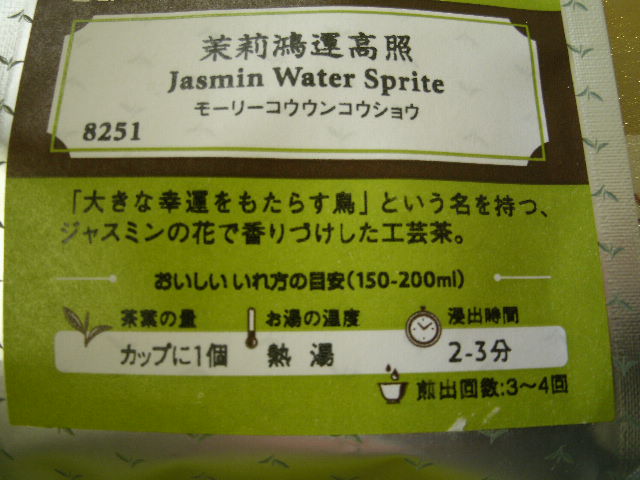 茉莉鴻運高照
Jasmin Water Sprite
モーリーコウウンコウショウ
8251
「大きな幸運をもたらす鳥」という名を持つ、
ジャスミンの花で香りづけした工芸茶。
おいしいいれ方の目安(150-200ml)
茶葉の量 お湯の温度 浸出時間
カップに1個 熱湯 2-3分
煎出回数:3～4回